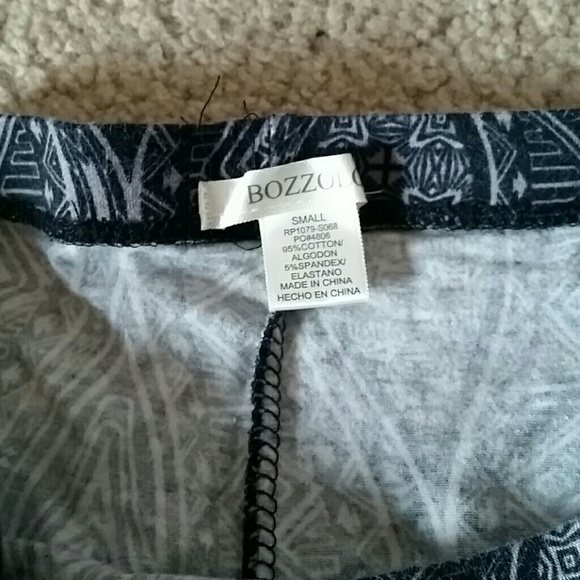 BOZZOLO
SMALL
RP1079-S068
PO#4806
95%COTTON/
ALGODON
5%SPANDEX/
ELASTANO
MADE IN CHINA
HECHO EN CHINA